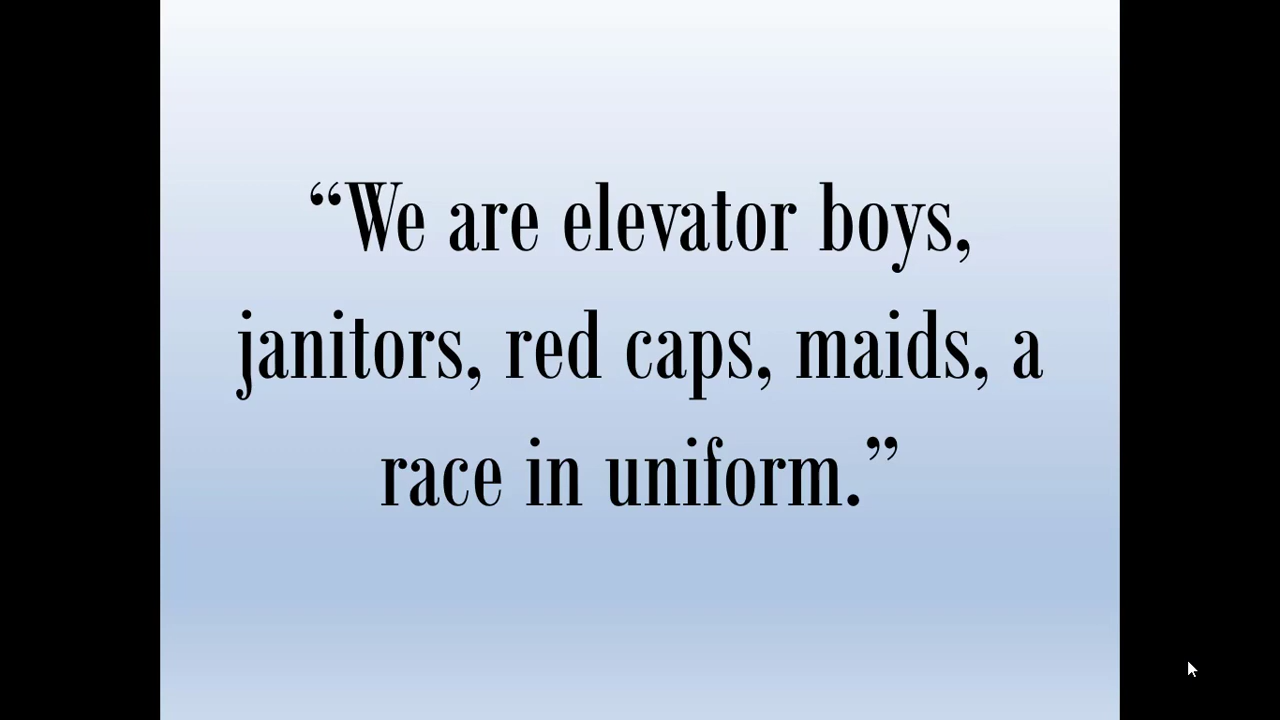 “We are elevator boys,
janitors, red caps, maids, a
race in uniform.”